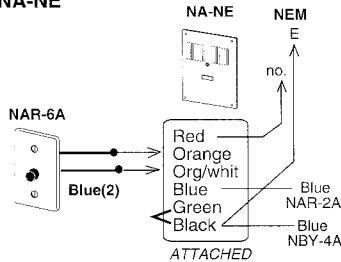 NA-NE
NA-NE
NEM
E
no.
NAR-6A
Red
Orange
Org/whit
Blue
Green
Black
Blue(2)
Blue
NAR-2A
Blue
NBY-4A
ATTACHED